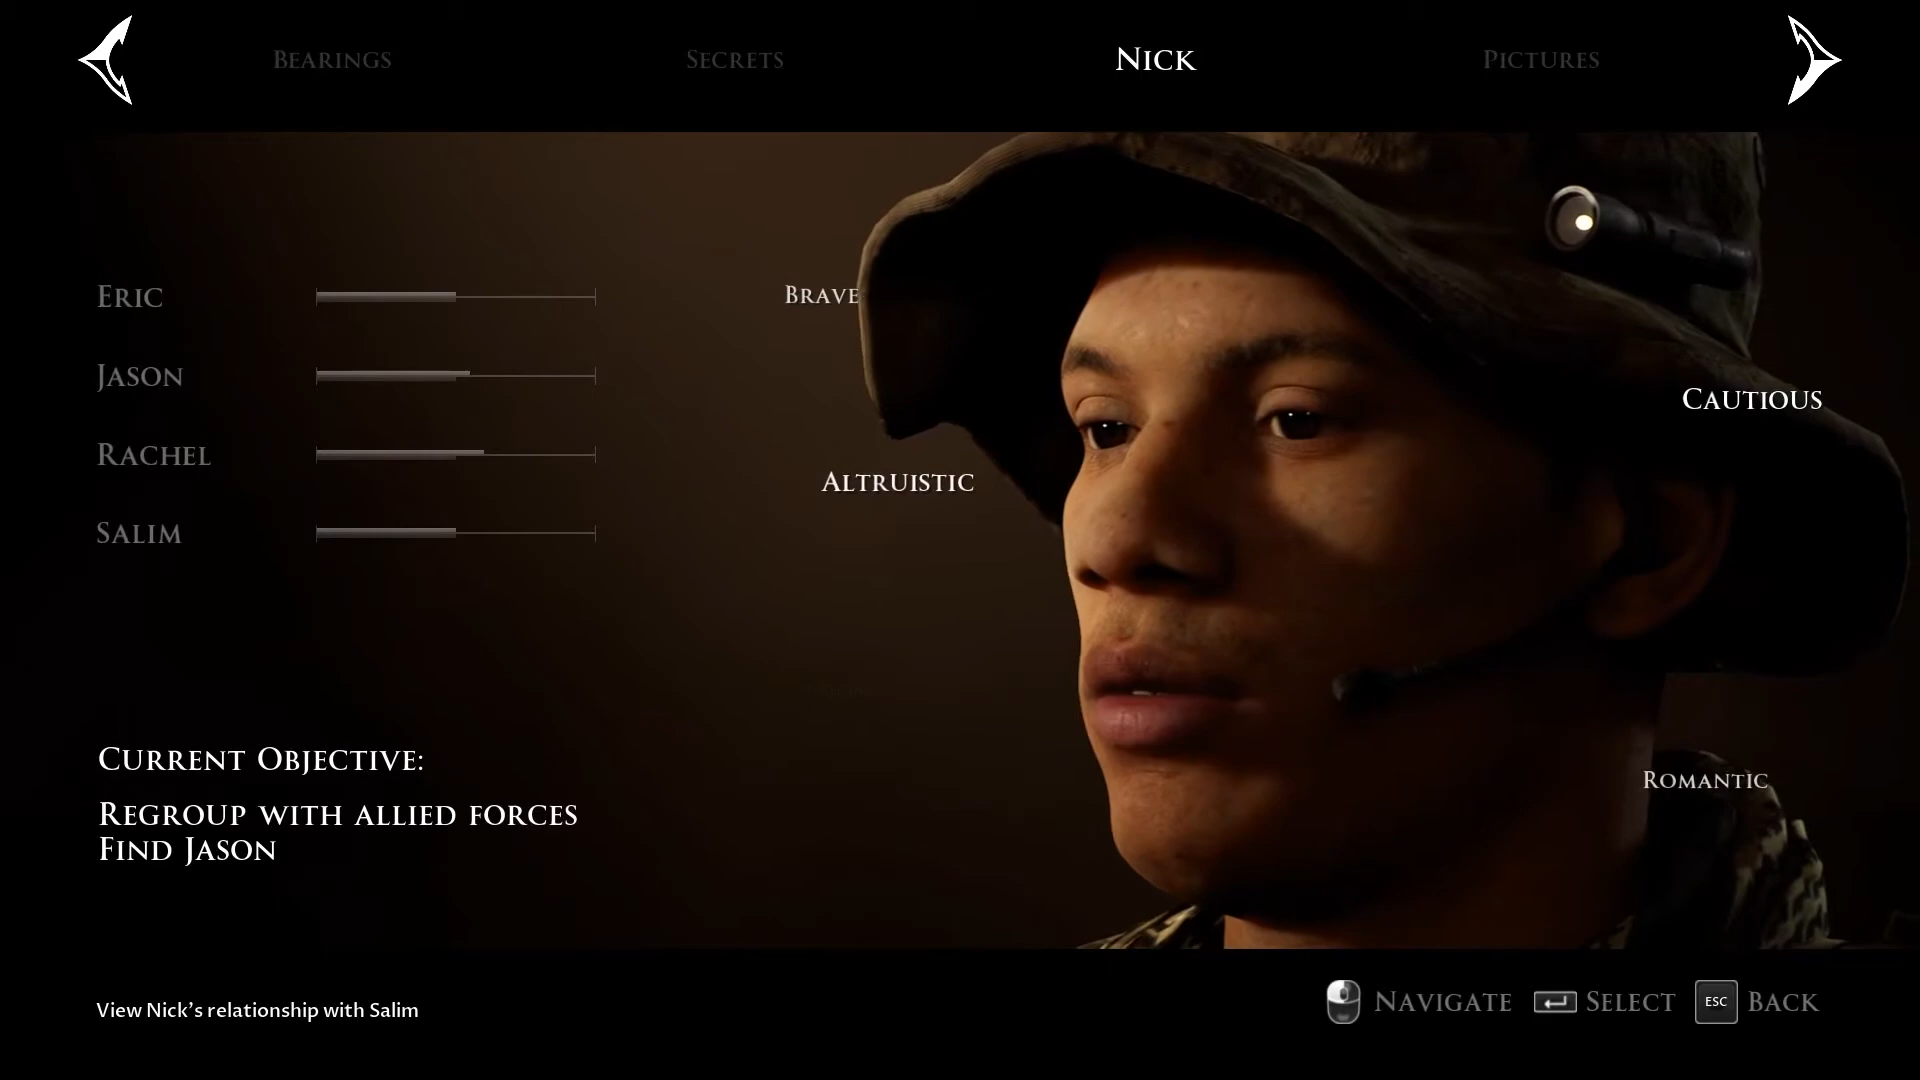 Bearings
Secrets
Nick
Pictures
Eric
Jason
Rachel
Salim
Brave
Altruistic
Cautious
Romantic
Current Objective:
Regroup with allied forces
Find Jason
View Nick's relationship with Salim
Navigate
ESC
Select
Back